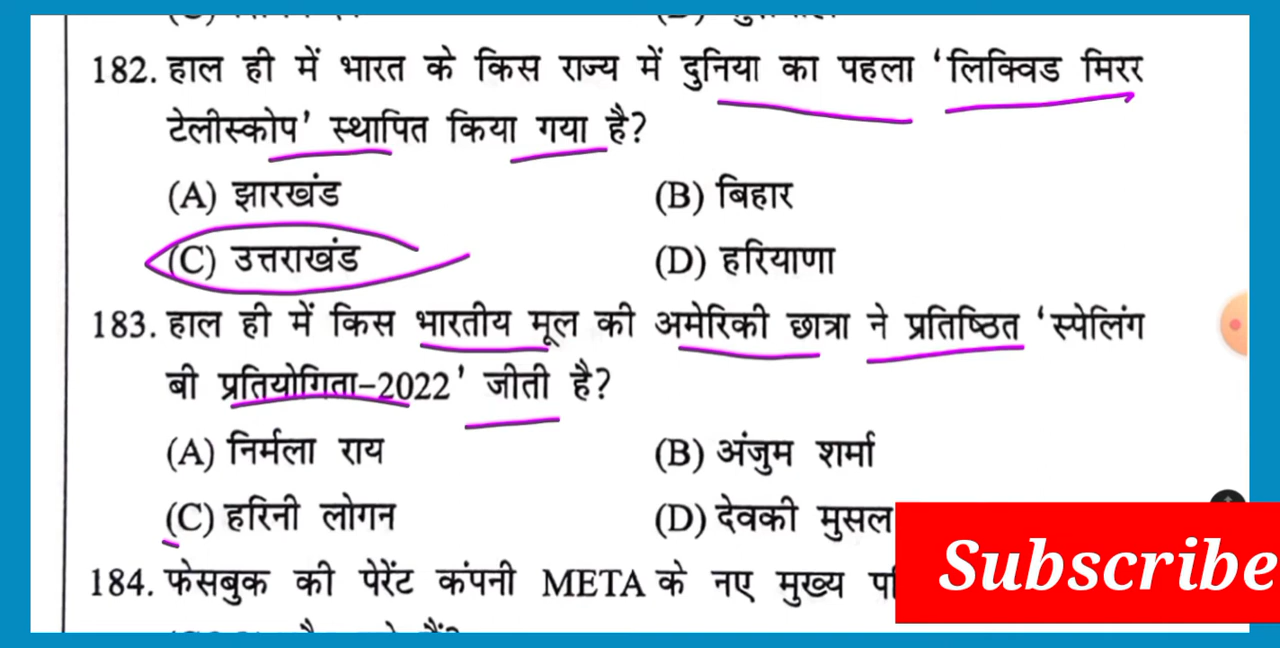 182. हाल ही में भारत के किस राज्य में दुनिया का पहला ‘लिक्विड मिरर
टेलीस्कोप’ स्थापित किया गया है?
(A) झारखंड (B) बिहार
(C) उत्तराखंड (D) हरियाणा
183. हाल ही में किस भारतीय मूल की अमेरिकी छात्रा ने प्रतिष्ठित ‘स्पेलिंग
बी प्रतियोगिता–2022’ जीती है?
(A) निर्मला राय (B) अंजुम शर्मा
(C) हरिनी लोगन (D) देवकी मुसल
184. फेसबुक की पेरेंट कंपनी META के नए मुख्य
Subscribe